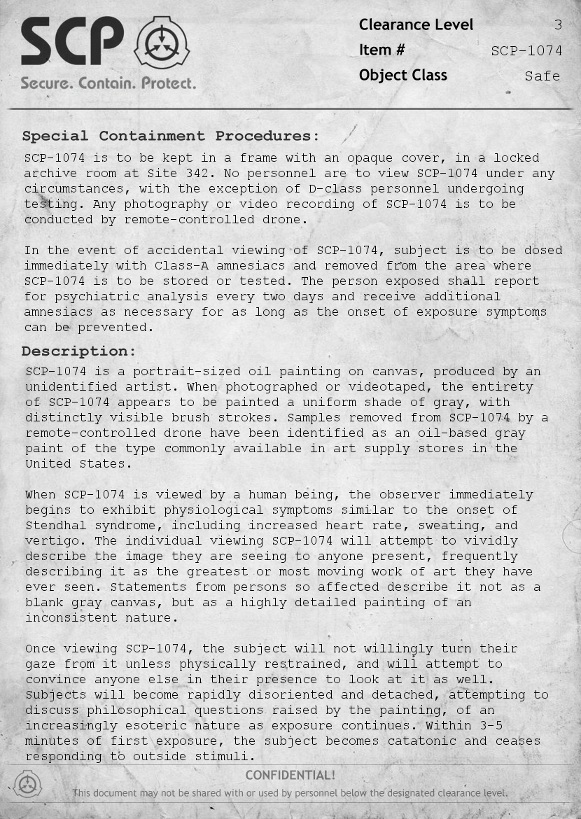 SCP
Secure. Contain. Protect.
Clearance Level 3
Item # SCP-1074
Object Class Safe
Special Containment Procedures:
SCP-1074 is to be kept in a frame with an opaque cover, in a locked
archive room at Site 342. No personnel are to view SCP-1074 under any
circumstances, with the exception of D-class personnel undergoing
testing. Any photography or video recording of SCP-1074 is to be
conducted by remote-controlled drone.
In the event of accidental viewing of SCP-1074, subject is to be dosed
immediately with Class-A amnesiacs and removed from the area where
SCP-1074 is to be stored or tested. The person exposed shall report
for psychiatric analysis every two days and receive additional
amnesiacs as necessary for as long as the onset of exposure symptoms
can be prevented.
Description:
SCP-1074 is a portrait-sized oil painting on canvas, produced by an
unidentified artist. When photographed or videotaped, the entirety
of SCP-1074 appears to be painted a uniform shade of gray, with
distinctly visible brush strokes. Samples removed from SCP-1074 by a
remote-controlled drone have been identified as an oil-based gray
paint of the type commonly available in art supply stores in the
United States.
When SCP-1074 is viewed by a human being, the observer immediately
begins to exhibit physiological symptoms similar to the onset of
Stendhal syndrome, including increased heart rate, sweating, and
vertigo. The individual viewing SCP-1074 will attempt to vividly
describe the image they are seeing to anyone present, frequently
describing it as the greatest or most moving work of art they have
ever seen. Statements from persons so affected describe it not as a
blank gray canvas, but as a highly detailed painting of an
inconsistent nature.
Once viewing SCP-1074, the subject will not willingly turn their
gaze from it unless physically restrained, and will attempt to
convince anyone else in their presence to look at it as well.
Subjects will become rapidly disoriented and detached, attempting to
discuss philosophical questions raised by the painting, of an
increasingly esoteric nature as exposure continues. Within 3-5
minutes of first exposure, the subject becomes catatonic and ceases
responding to outside stimuli.
CONFIDENTIAL!
This document may not be shared with or used by personnel below the designated clearance level.